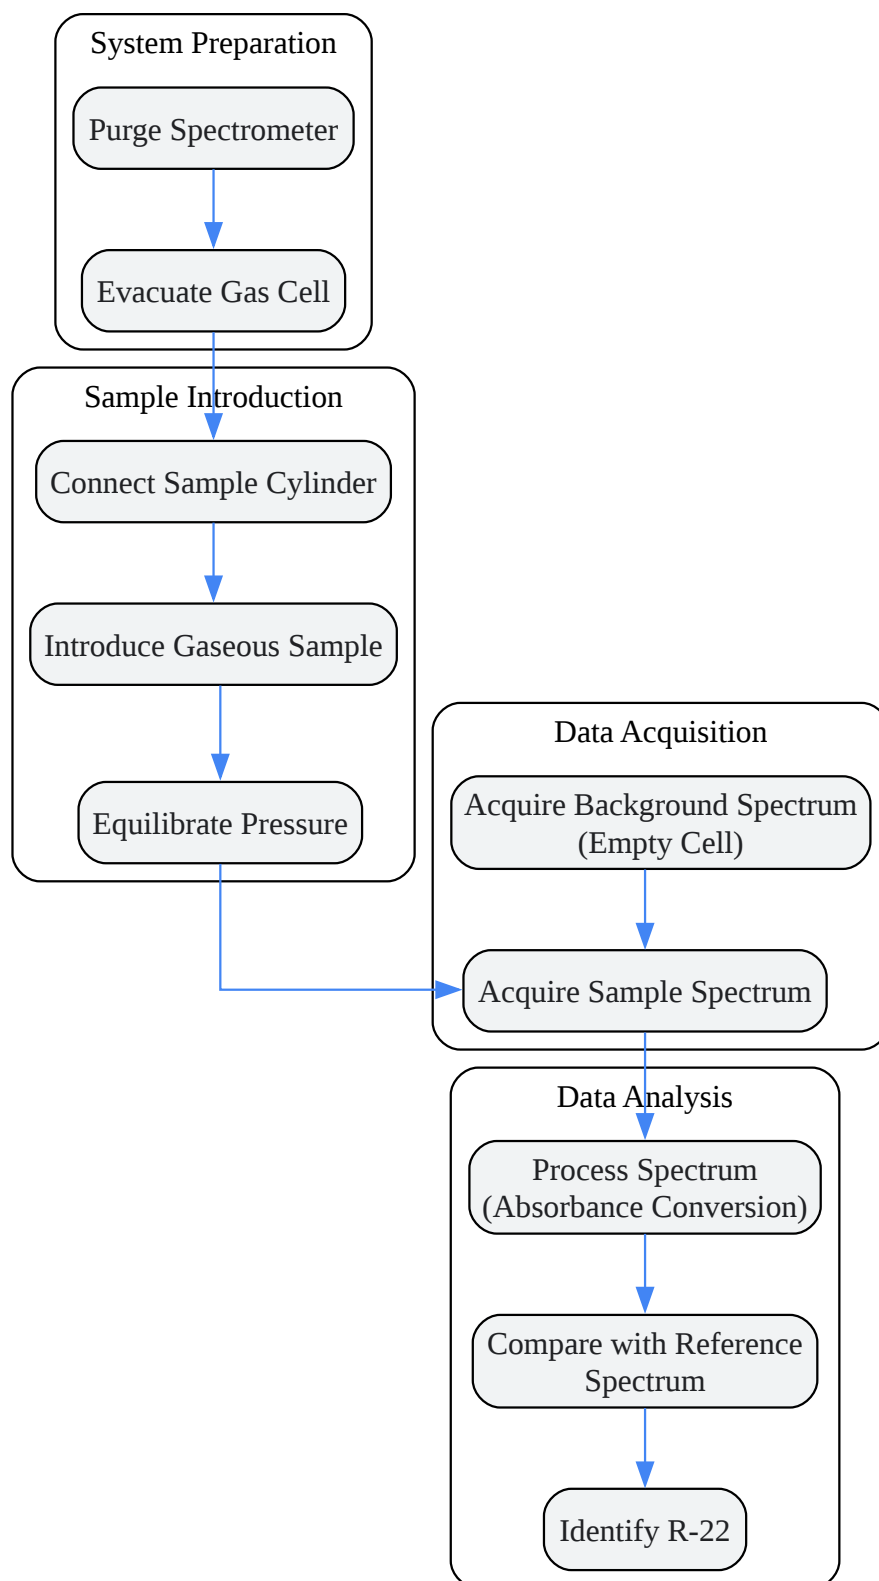 System Preparation
Purge Spectrometer
Evacuate Gas Cell
Sample Introduction
Connect Sample Cylinder
Introduce Gaseous Sample
Equilibrate Pressure
Data Acquisition
Acquire Background Spectrum
(Empty Cell)
Acquire Sample Spectrum
Data Analysis
Process Spectrum
(Absorbance Conversion)
Compare with Reference
Spectrum
Identify R-22